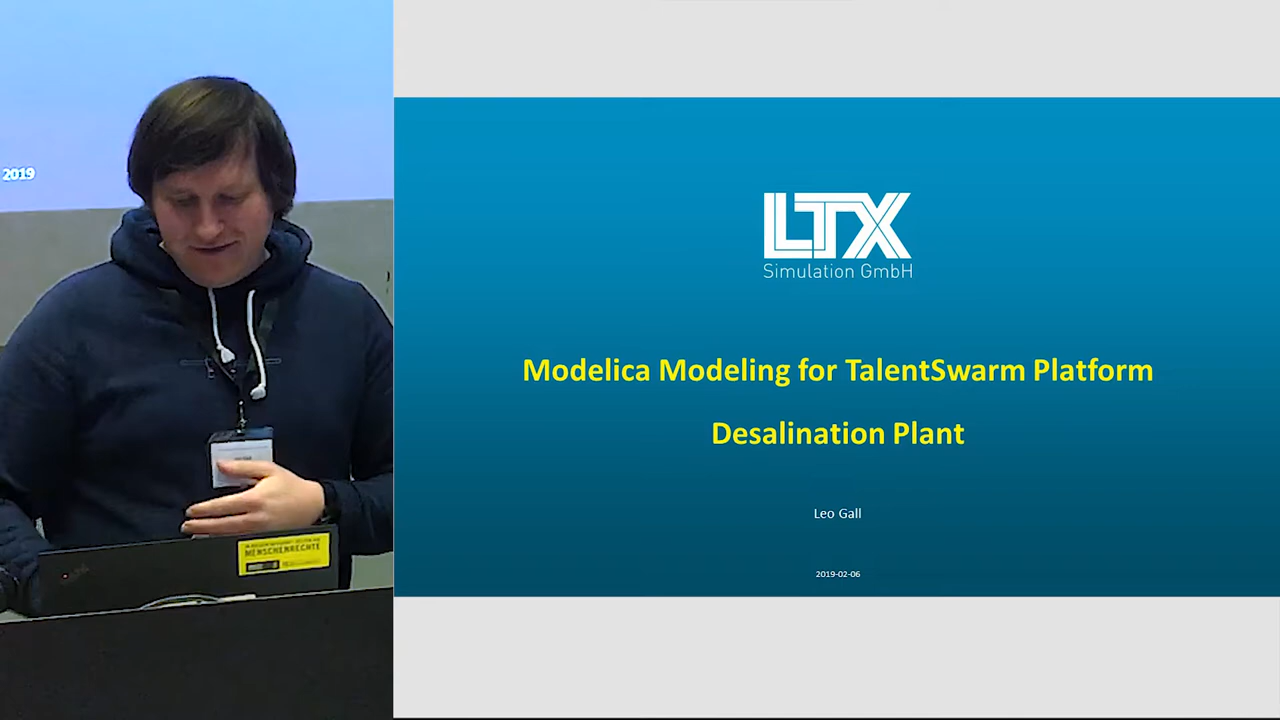 2019
LTX
Simulation GmbH
Modelica Modeling for TalentSwarm Platform
Desalination Plant
Leo Gall
2019-02-06
MENSCHENRECHTE